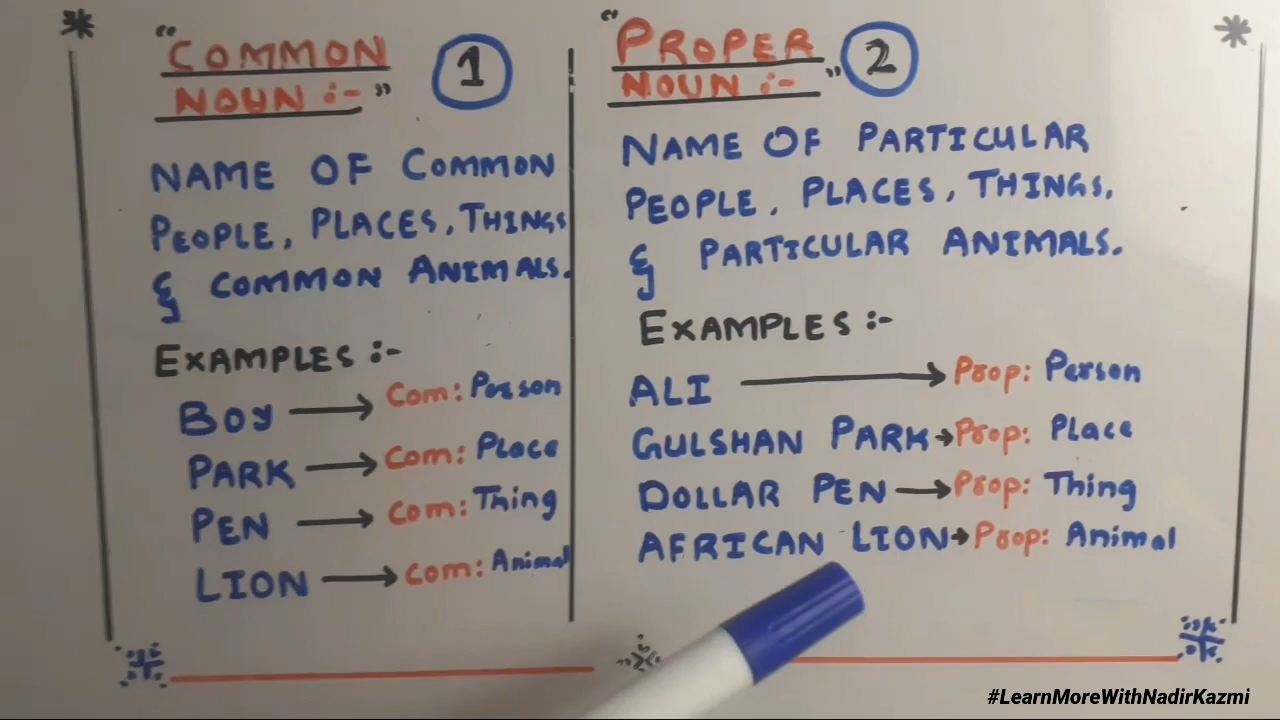 "COMMON
NOUN :-"
1
NAME OF COMMON
PEOPLE, PLACES, THINGS
& COMMON ANIMALS.
EXAMPLES :-
BOY → Com: Person
PARK → Com: Place
PEN → Com: Thing
LION → Com: Animal
"PROPER
NOUN :-"
2
NAME OF PARTICULAR
PEOPLE, PLACES, THINGS,
& PARTICULAR ANIMALS.
EXAMPLES :-
ALI → Prop: Person
GULSHAN PARK → Prop: Place
DOLLAR PEN → Prop: Thing
AFRICAN LION → Prop: Animal
#LearnMoreWithNadirKazmi